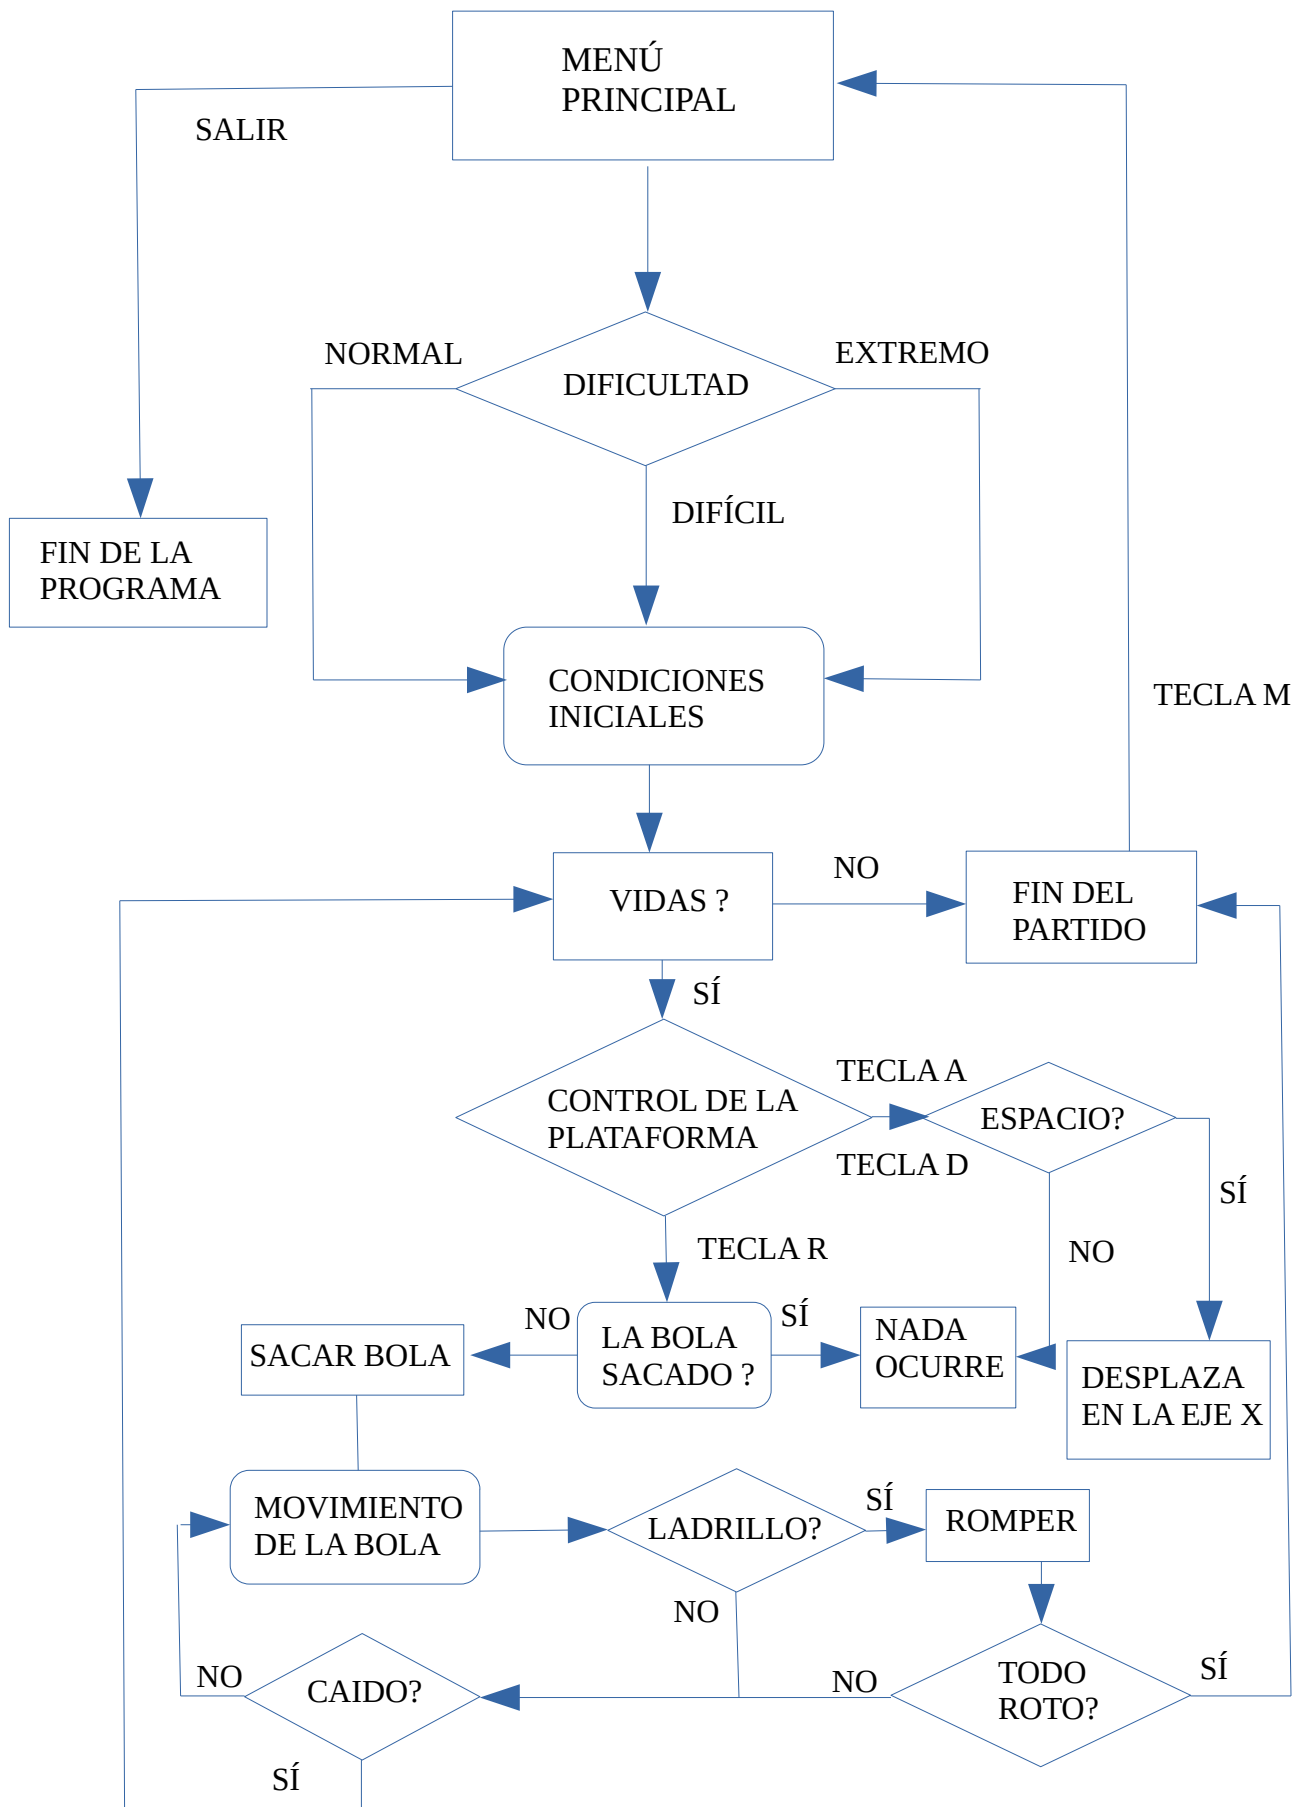 MENÚ
PRINCIPAL
SALIR
NORMAL
EXTREMO
DIFICULTAD
DIFÍCIL
FIN DE LA
PROGRAMA
CONDICIONES
INICIALES
TECLA M
VIDAS ?
NO
FIN DEL
PARTIDO
SÍ
CONTROL DE LA
PLATAFORMA
TECLA A
TECLA D
ESPACIO?
SÍ
NO
TECLA R
NO
LA BOLA
SACADO ?
SÍ
NADA
OCURRE
SACAR BOLA
DESPLAZA
EN LA EJE X
MOVIMIENTO
DE LA BOLA
LADRILLO?
SÍ
ROMPER
NO
NO
CAIDO?
NO
TODO
ROTO?
SÍ
SÍ